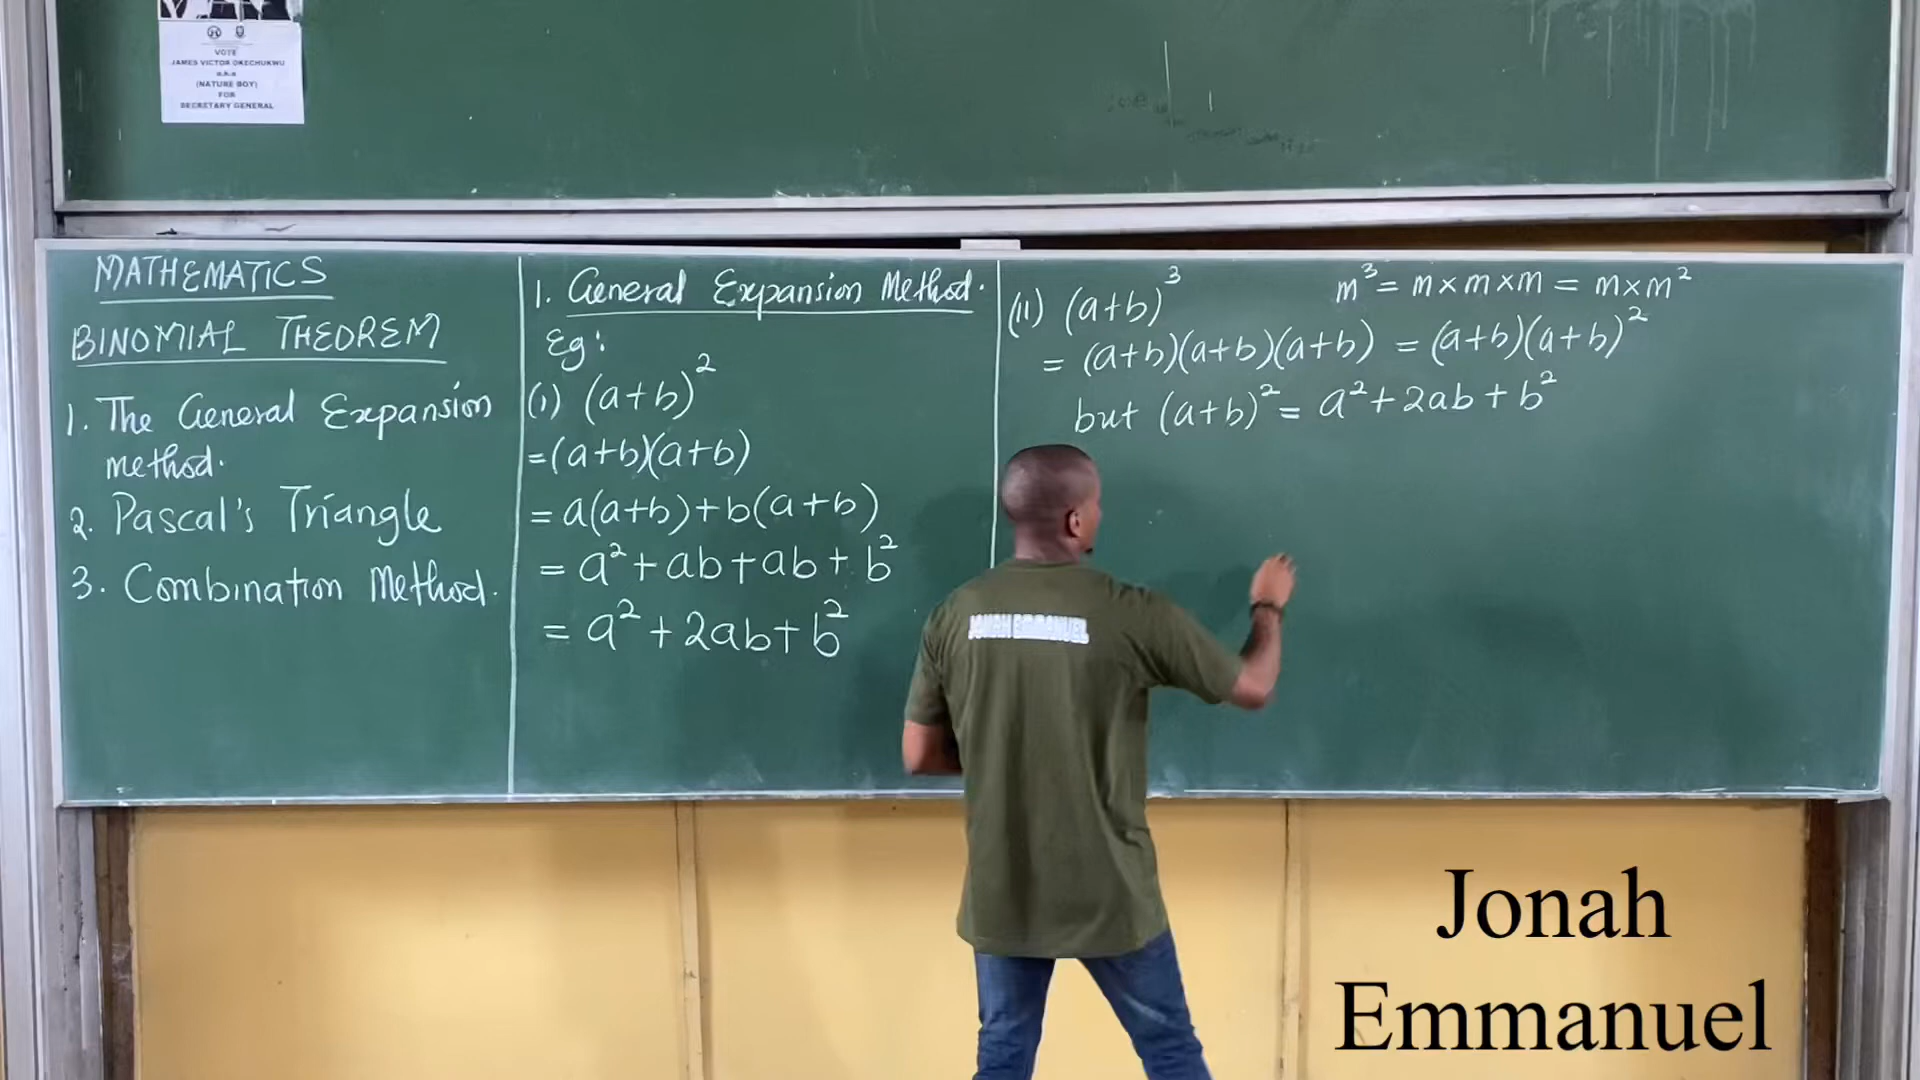 VOTE
JAMES VICTOR OKECHUKWU
a.k.a
(NATURE BOY)
FOR
SECRETARY GENERAL
MATHEMATICS
BINOMIAL THEOREM
1. The General Expansion
method.
2. Pascal's Triangle
3. Combination Method.
1. General Expansion Method.
Eg:
(i) (a+b)²
=(a+b)(a+b)
= a(a+b)+b(a+b)
= a²+ab+ab+b²
= a²+2ab+b²
(ii) (a+b)³
m³= m×m×m = m×m²
= (a+b)(a+b)(a+b) = (a+b)(a+b)²
but (a+b)²= a²+2ab+b²
JONAH EMMANUEL
Jonah
Emmanuel